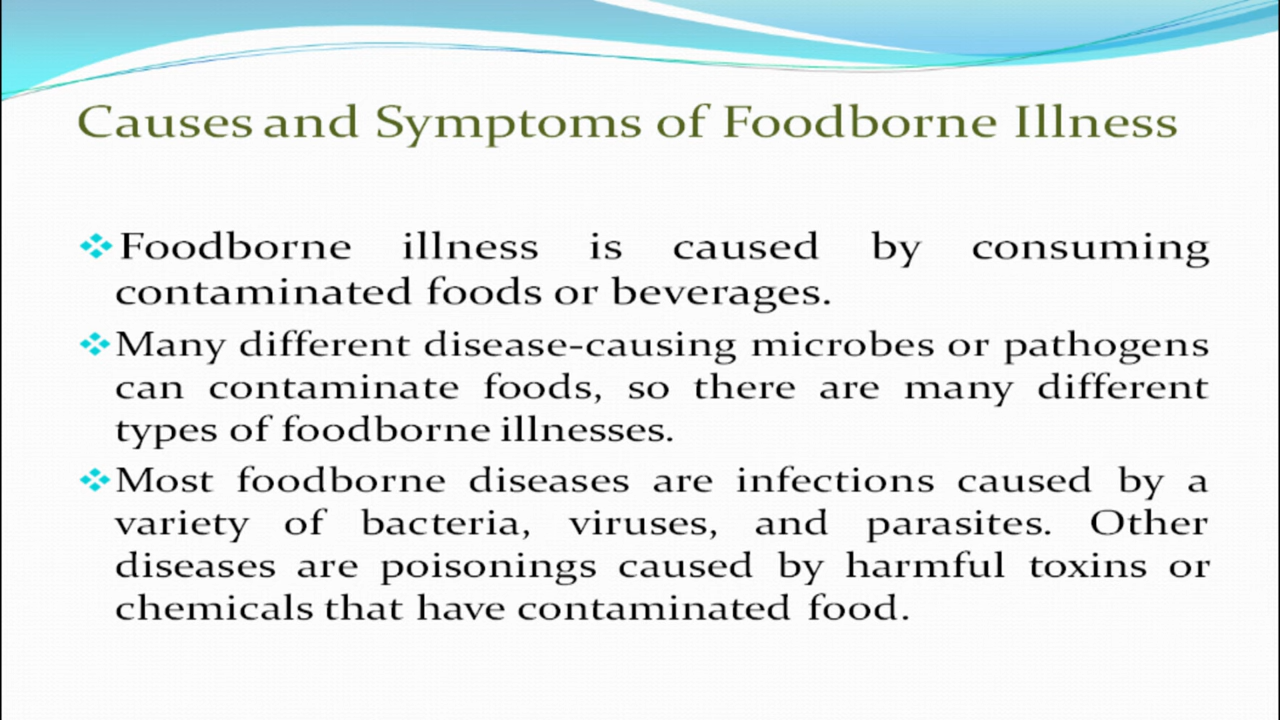 Causes and Symptoms of Foodborne Illness
Foodborne illness is caused by consuming
contaminated foods or beverages.
Many different disease-causing microbes or pathogens
can contaminate foods, so there are many different
types of foodborne illnesses.
Most foodborne diseases are infections caused by a
variety of bacteria, viruses, and parasites. Other
diseases are poisonings caused by harmful toxins or
chemicals that have contaminated food.